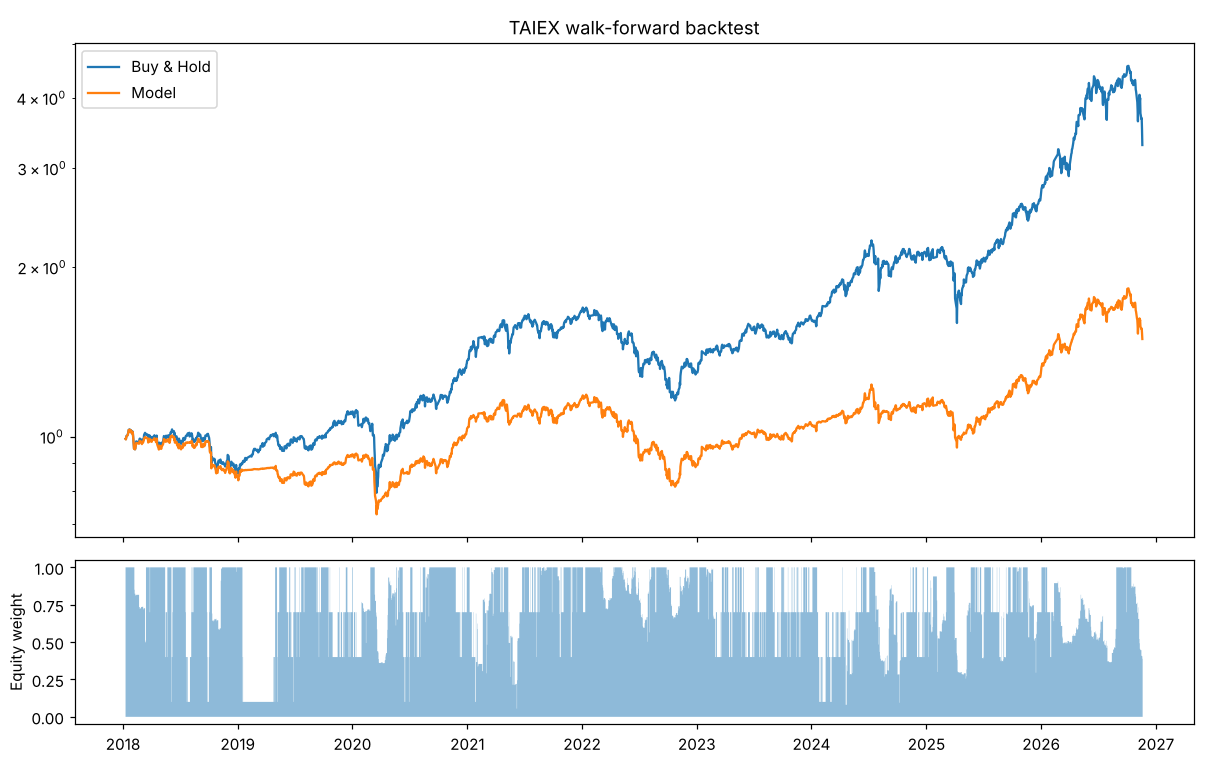 TAIEX walk-forward backtest
Buy & Hold
Model
4 × 10⁰
3 × 10⁰
2 × 10⁰
10⁰
Equity weight
1.00
0.75
0.50
0.25
0.00
2018 2019 2020 2021 2022 2023 2024 2025 2026 2027